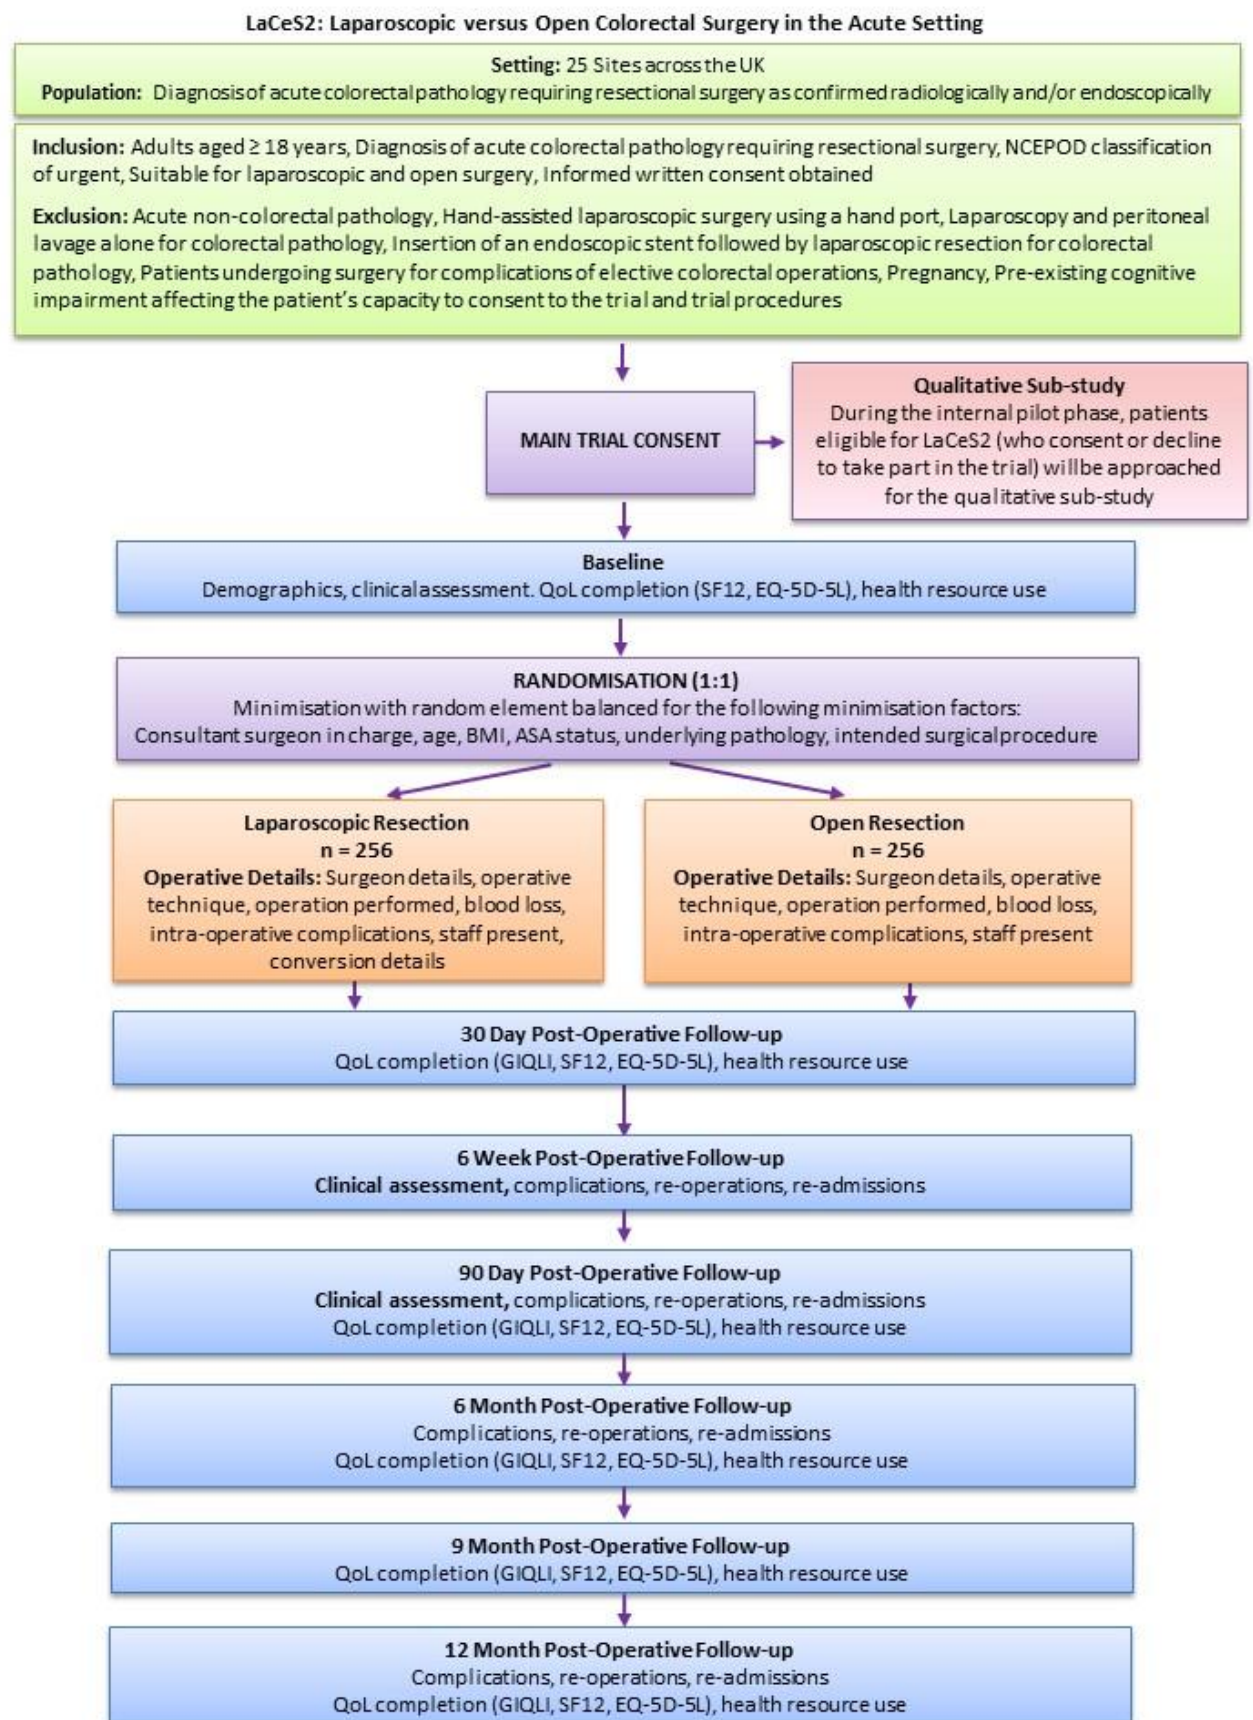 LaCeS2: Laparoscopic versus Open Colorectal Surgery in the Acute Setting
Setting: 25 Sites across the UK
Population: Diagnosis of acute colorectal pathology requiring resectional surgery as confirmed radiologically and/or endoscopically
Inclusion: Adults aged ≥ 18 years, Diagnosis of acute colorectal pathology requiring resectional surgery, NCEPOD classification
of urgent, Suitable for laparoscopic and open surgery, Informed written consent obtained
Exclusion: Acute non-colorectal pathology, Hand-assisted laparoscopic surgery using a hand port, Laparoscopy and peritoneal
lavage alone for colorectal pathology, Insertion of an endoscopic stent followed by laparoscopic resection for colorectal
pathology, Patients undergoing surgery for complications of elective colorectal operations, Pregnancy, Pre-existing cognitive
impairment affecting the patient's capacity to consent to the trial and trial procedures
MAIN TRIAL CONSENT
Qualitative Sub-study
During the internal pilot phase, patients
eligible for LaCeS2 (who consent or decline
to take part in the trial) will be approached
for the qualitative sub-study
Baseline
Demographics, clinical assessment. QoL completion (SF12, EQ-5D-5L), health resource use
RANDOMISATION (1:1)
Minimisation with random element balanced for the following minimisation factors:
Consultant surgeon in charge, age, BMI, ASA status, underlying pathology, intended surgical procedure
Laparoscopic Resection
n = 256
Operative Details: Surgeon details, operative
technique, operation performed, blood loss,
intra-operative complications, staff present,
conversion details
Open Resection
n = 256
Operative Details: Surgeon details, operative
technique, operation performed, blood loss,
intra-operative complications, staff present
30 Day Post-Operative Follow-up
QoL completion (GIQLI, SF12, EQ-5D-5L), health resource use
6 Week Post-Operative Follow-up
Clinical assessment, complications, re-operations, re-admissions
90 Day Post-Operative Follow-up
Clinical assessment, complications, re-operations, re-admissions
QoL completion (GIQLI, SF12, EQ-5D-5L), health resource use
6 Month Post-Operative Follow-up
Complications, re-operations, re-admissions
QoL completion (GIQLI, SF12, EQ-5D-5L), health resource use
9 Month Post-Operative Follow-up
QoL completion (GIQLI, SF12, EQ-5D-5L), health resource use
12 Month Post-Operative Follow-up
Complications, re-operations, re-admissions
QoL completion (GIQLI, SF12, EQ-5D-5L), health resource use